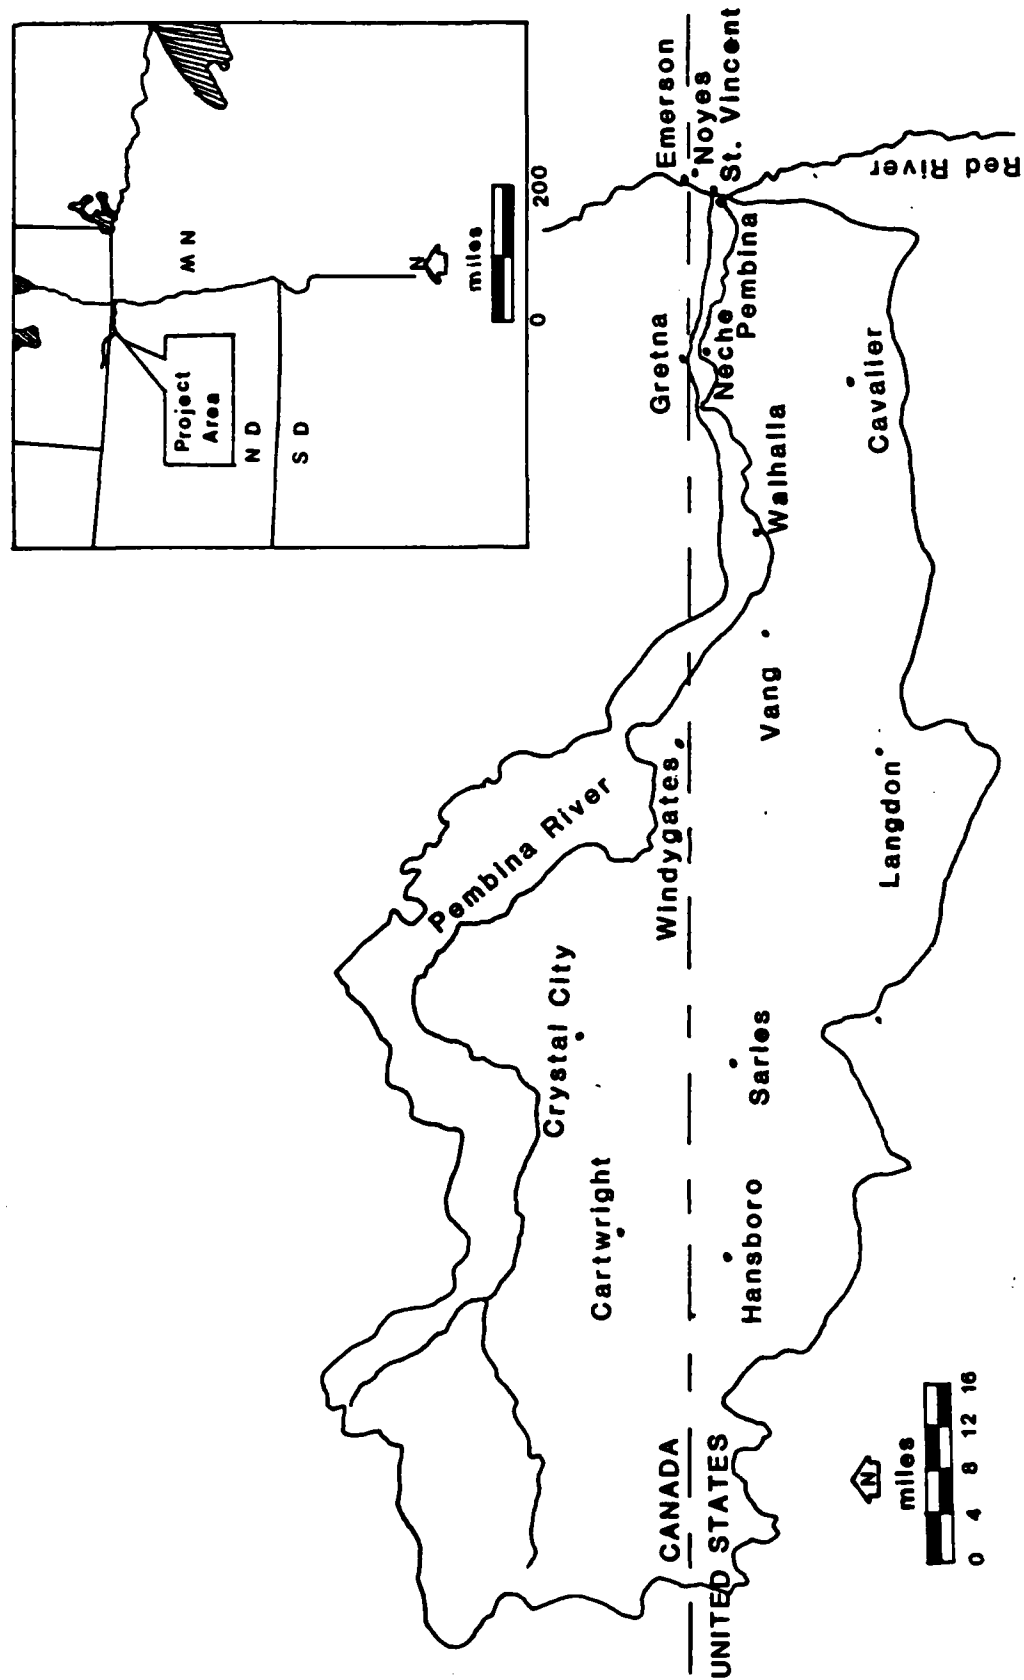 Project
Area
N D
S D
M N
N
miles
0 200
Emerson
Noyes
St. Vincent
Red River
Gretna
Neche
Pembina
Cavalier
Walhalla
Vang
Langdon
Pembina River
Windygates
Crystal City
Cartwright
Sarles
Hansboro
CANADA
UNITED STATES
N
miles
0 4 8 12 16